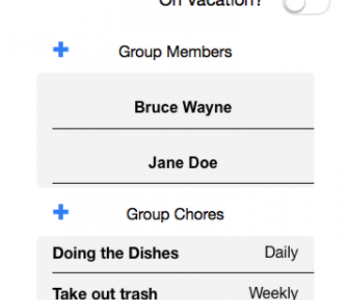 On Vacation?
Group Members
Bruce Wayne
Jane Doe
Group Chores
Doing the Dishes Daily
Take out trash Weekly